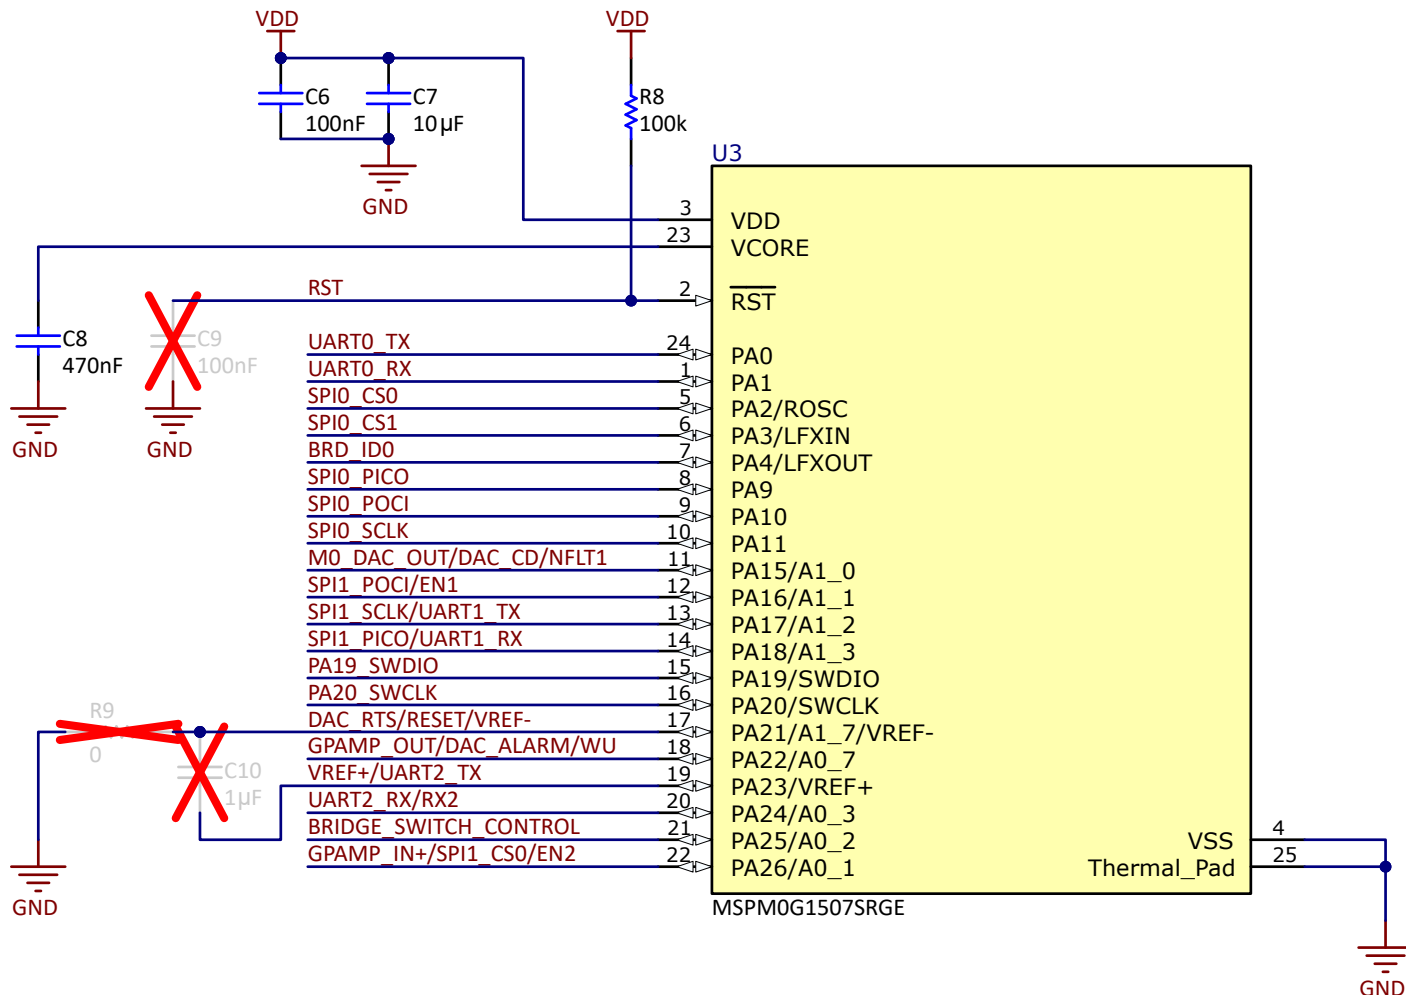 VDD
VDD
C6
100nF
C7
10µF
R8
100k
GND
U3
3
VDD
23
VCORE
RST
2
RST
C8
470nF
C9
100nF
GND
GND
UART0_TX
24
PA0
UART0_RX
1
PA1
SPI0_CS0
5
PA2/ROSC
SPI0_CS1
6
PA3/LFXIN
BRD_ID0
7
PA4/LFXOUT
SPI0_PICO
8
PA9
SPI0_POCI
9
PA10
SPI0_SCLK
10
PA11
M0_DAC_OUT/DAC_CD/NFLT1
11
PA15/A1_0
SPI1_POCI/EN1
12
PA16/A1_1
SPI1_SCLK/UART1_TX
13
PA17/A1_2
SPI1_PICO/UART1_RX
14
PA18/A1_3
PA19_SWDIO
15
PA19/SWDIO
PA20_SWCLK
16
PA20/SWCLK
R9
0
DAC_RTS/RESET/VREF-
17
PA21/A1_7/VREF-
GPAMP_OUT/DAC_ALARM/WU
18
PA22/A0_7
C10
1µF
VREF+/UART2_TX
19
PA23/VREF+
UART2_RX/RX2
20
PA24/A0_3
BRIDGE_SWITCH_CONTROL
21
PA25/A0_2
GPAMP_IN+/SPI1_CS0/EN2
22
PA26/A0_1
VSS
4
Thermal_Pad
25
GND
MSPM0G1507SRGE
GND